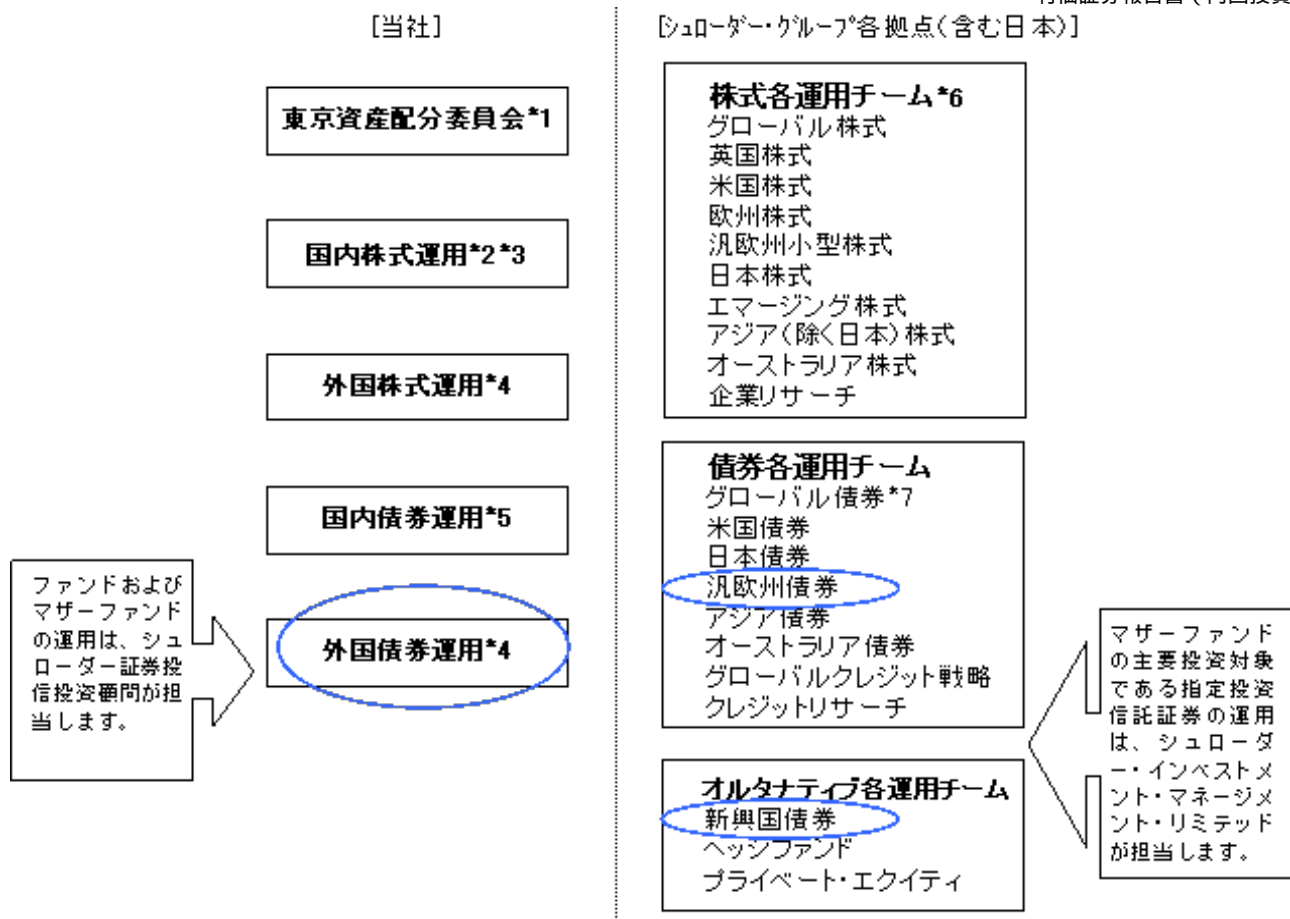 [当社]
東京資産配分委員会*1
国内株式運用*2*3
外国株式運用*4
国内債券運用*5
外国債券運用*4
ファンドおよび
マザーファンド
の運用は、シュ
ローダー証券投
信投資顧問が担
当します。
[シュローダー・グループ各拠点(含む日本)]
株式各運用チーム*6
グローバル株式
英国株式
米国株式
欧州株式
汎欧州小型株式
日本株式
エマージング株式
アジア(除く日本)株式
オーストラリア株式
企業リサーチ
債券各運用チーム
グローバル債券*7
米国債券
日本債券
汎欧州債券
アジア債券
オーストラリア債券
グローバルクレジット戦略
クレジットリサーチ
オルタナティブ各運用チーム
新興国債券
ヘッジファンド
プライベート・エクイティ
マザーファンド
の主要投資対象
である指定投資
信託証券の運用
は、シュローダ
ー・インベストメ
ント・マネージメ
ント・リミテッド
が担当します。